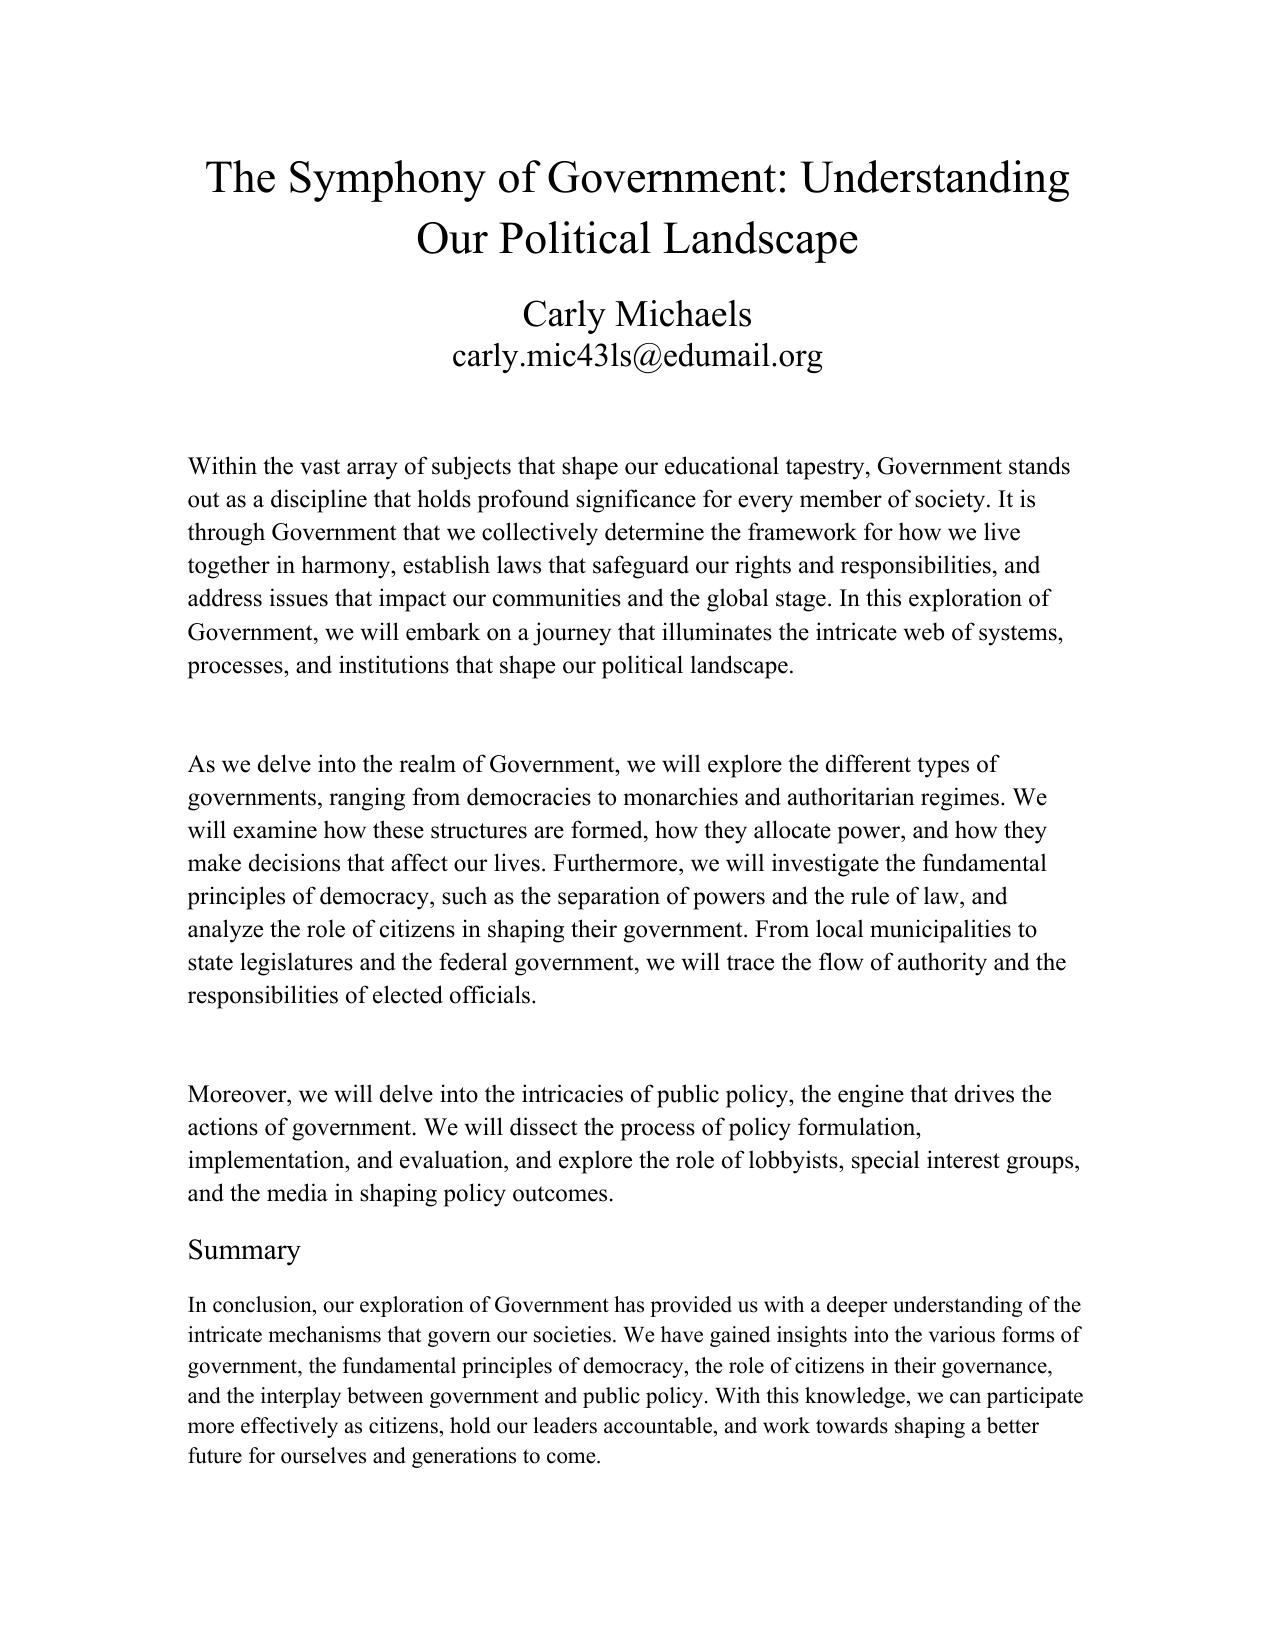 The Symphony of Government: Understanding
Our Political Landscape
Carly Michaels
carly.mic43ls@edumail.org
Within the vast array of subjects that shape our educational tapestry, Government stands
out as a discipline that holds profound significance for every member of society. It is
through Government that we collectively determine the framework for how we live
together in harmony, establish laws that safeguard our rights and responsibilities, and
address issues that impact our communities and the global stage. In this exploration of
Government, we will embark on a journey that illuminates the intricate web of systems,
processes, and institutions that shape our political landscape.
As we delve into the realm of Government, we will explore the different types of
governments, ranging from democracies to monarchies and authoritarian regimes. We
will examine how these structures are formed, how they allocate power, and how they
make decisions that affect our lives. Furthermore, we will investigate the fundamental
principles of democracy, such as the separation of powers and the rule of law, and
analyze the role of citizens in shaping their government. From local municipalities to
state legislatures and the federal government, we will trace the flow of authority and the
responsibilities of elected officials.
Moreover, we will delve into the intricacies of public policy, the engine that drives the
actions of government. We will dissect the process of policy formulation,
implementation, and evaluation, and explore the role of lobbyists, special interest groups,
and the media in shaping policy outcomes.
Summary
In conclusion, our exploration of Government has provided us with a deeper understanding of the
intricate mechanisms that govern our societies. We have gained insights into the various forms of
government, the fundamental principles of democracy, the role of citizens in their governance,
and the interplay between government and public policy. With this knowledge, we can participate
more effectively as citizens, hold our leaders accountable, and work towards shaping a better
future for ourselves and generations to come.